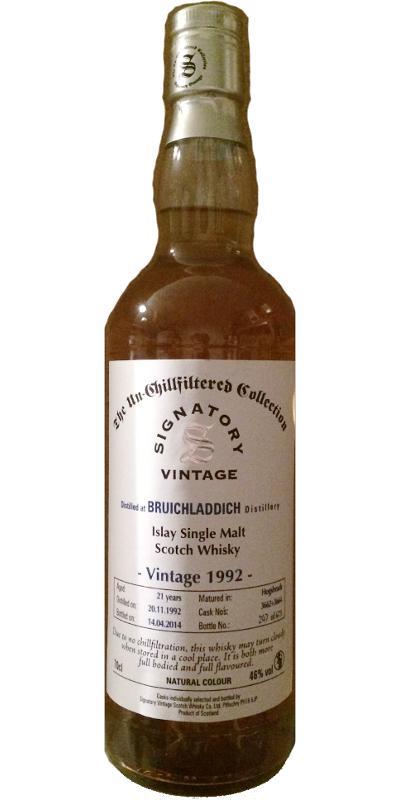 The Un-Chillfiltered Collection
SIGNATORY
S
VINTAGE
Distilled at BRUICHLADDICH Distillery
Islay Single Malt
Scotch Whisky
- Vintage 1992 -
Aged: 21 years Matured in: Hogsheads
Distilled on: 20.11.1992 Cask No's:
Bottled on: 14.04.2014 Bottle No.:
Due to no chillfiltration, this whisky may turn cloudy
when stored in a cool place. It is both more
full bodied and full flavoured.
70cl NATURAL COLOUR 46% vol
Casks individually selected and bottled by
Signatory Vintage Scotch Whisky Co. Ltd. Pitlochry PH16 5JP
Product of Scotland